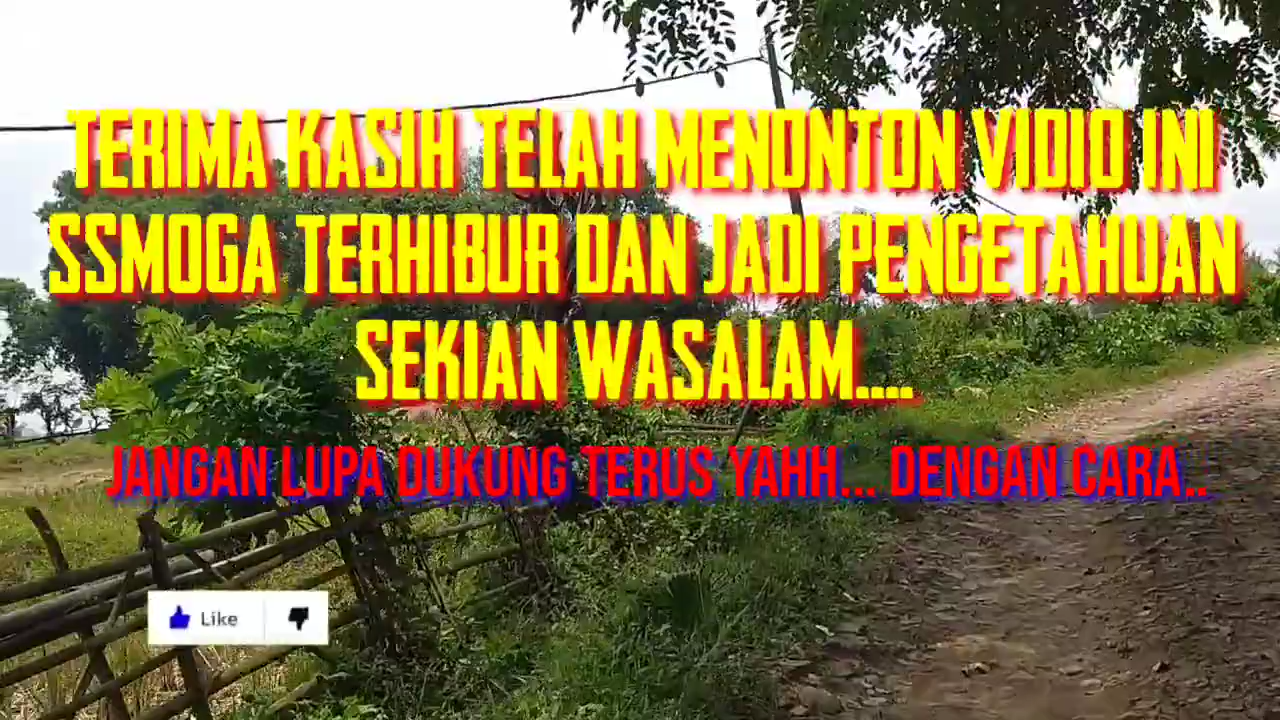 TERIMA KASIH TELAH MENONTON VIDIO INI
SSMOGA TERHIBUR DAN JADI PENGETAHUAN
SEKIAN WASALAM....
JANGAN LUPA DUKUNG TERUS YAHH... DENGAN CARA..
Like